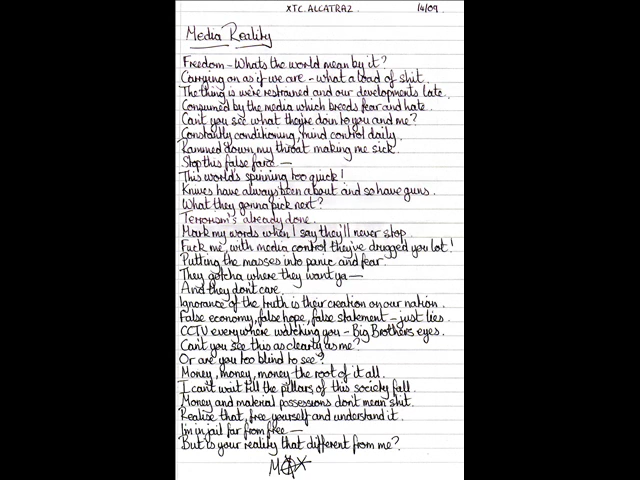 XTC. ALCATRAZ. 14/09.
Media Reality
Freedom - Whats the world mean by it?
Carrying on as if we are - what a load of shit.
The thing is we're restrained and our developments late.
Consumed by the media which breeds fear and hate.
Can't you see what they're doin to you and me?
Constantly conditioning, mind control daily.
Rammed down my throat making me sick.
Stop this false farce —
This world's spinning too quick!
Knives have always been about and so have guns.
What they gonna pick next?
Terrorism's already done.
Mark my words when I say they'll never stop.
Fuck me, with media control they've drugged you lot!
Putting the masses into panic and fear.
They gotcha where they want ya —
And they don't care.
Ignorance of the truth is their creation on our nation.
False economy, false hope, false statement - just lies.
CCTV everywhere watching you - Big Brothers eyes.
Can't you see this as clearly as me?
Or are you too blind to see?
Money, money, money - the root of it all.
I can't wait till the pillars of this society fall.
Money and material possessions don't mean shit.
Realise that, free yourself and understand it.
I'm in jail far from free —
But is your reality that different from me?
MAX